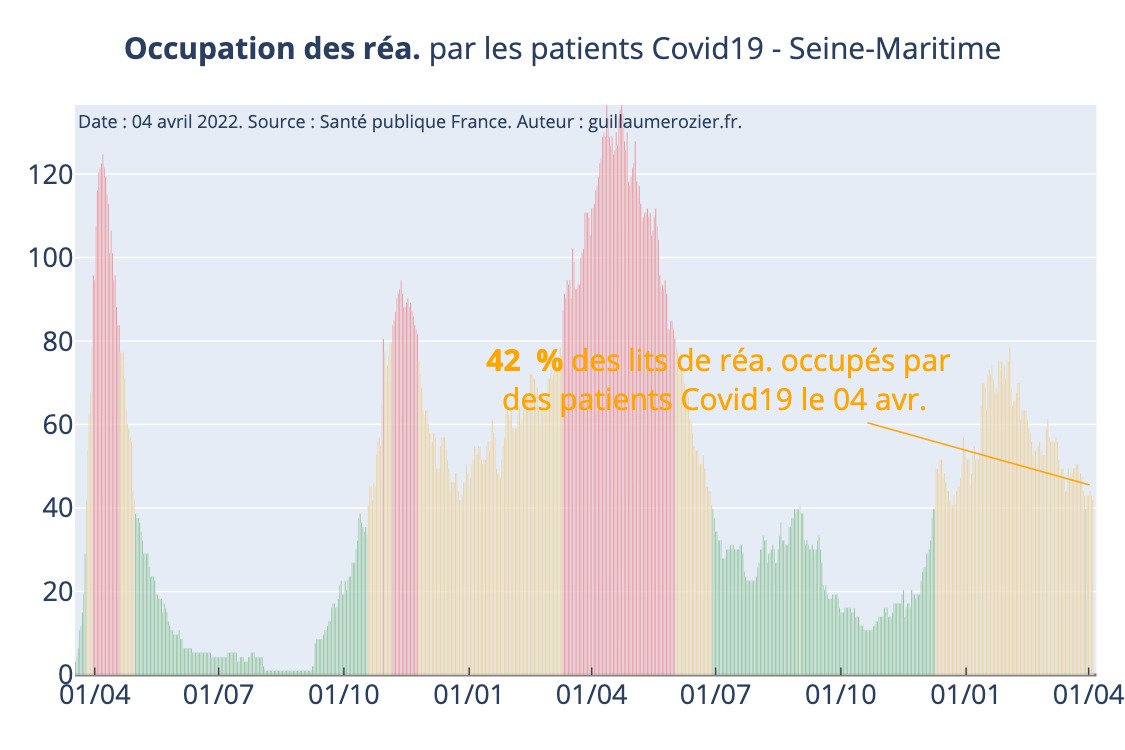 Occupation des réa. par les patients Covid19 - Seine-Maritime
Date : 04 avril 2022. Source : Santé publique France. Auteur : guillaumerozier.fr.
120
100
80
60
40
20
0
42 % des lits de réa. occupés par
des patients Covid19 le 04 avr.
01/04 01/07 01/10 01/01 01/04 01/07 01/10 01/01 01/04